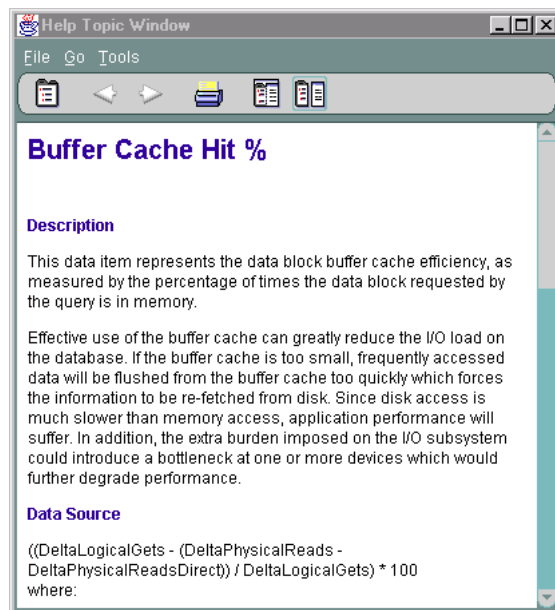 Help Topic Window
File Go Tools
Buffer Cache Hit %
Description
This data item represents the data block buffer cache efficiency, as
measured by the percentage of times the data block requested by
the query is in memory.
Effective use of the buffer cache can greatly reduce the I/O load on
the database. If the buffer cache is too small, frequently accessed
data will be flushed from the buffer cache too quickly which forces
the information to be re-fetched from disk. Since disk access is
much slower than memory access, application performance will
suffer. In addition, the extra burden imposed on the I/O subsystem
could introduce a bottleneck at one or more devices which would
further degrade performance.
Data Source
((DeltaLogicalGets - (DeltaPhysicalReads -
DeltaPhysicalReadsDirect)) / DeltaLogicalGets) * 100
where: